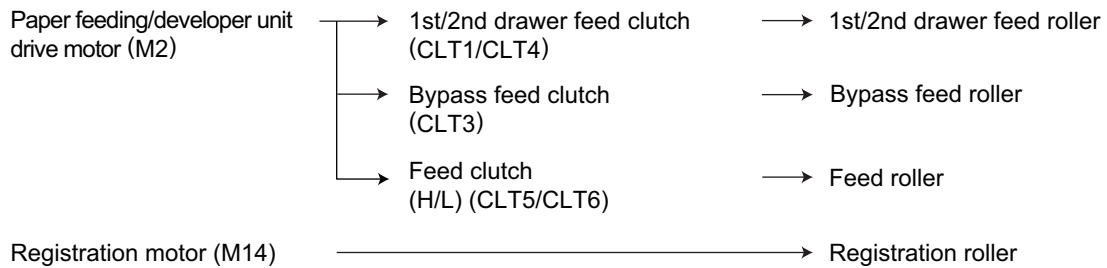 Paper feeding/developer unit
drive motor (M2)
1st/2nd drawer feed clutch
(CLT1/CLT4)
1st/2nd drawer feed roller
Bypass feed clutch
(CLT3)
Bypass feed roller
Feed clutch
(H/L) (CLT5/CLT6)
Feed roller
Registration motor (M14)
Registration roller